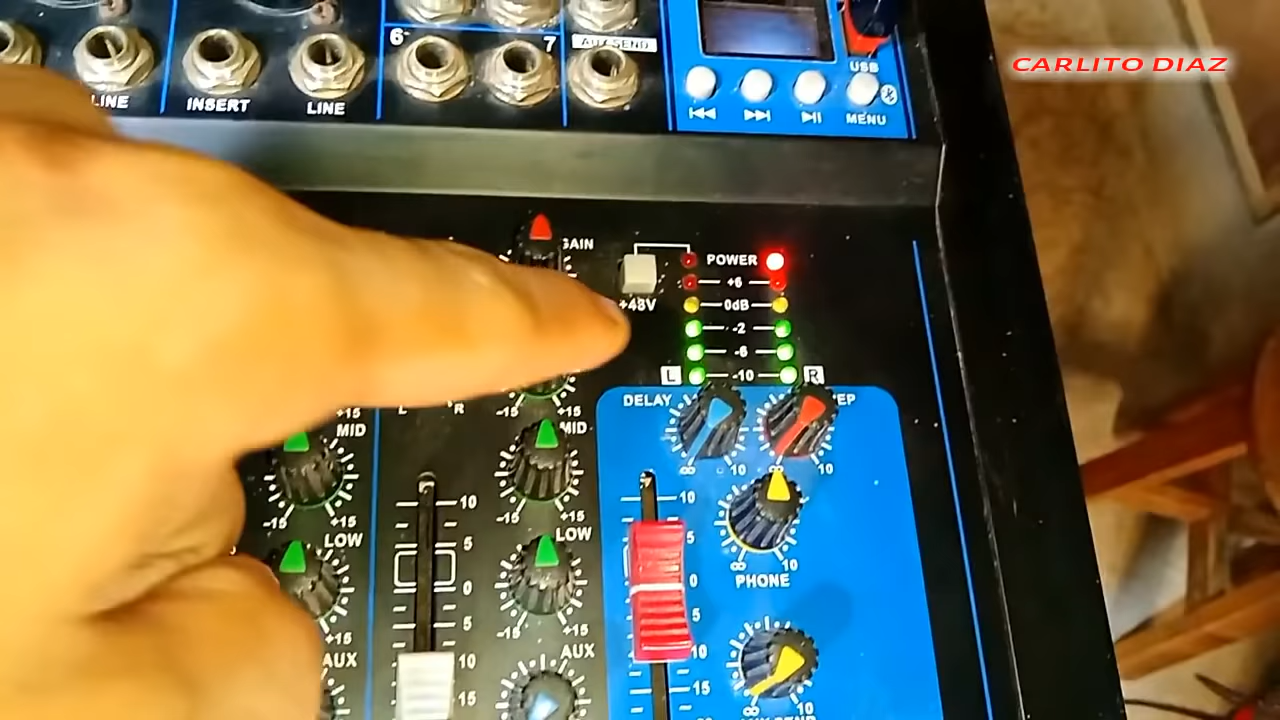 CARLITO DIAZ
6 7 AUX SEND
USB
LINE INSERT LINE
MENU
GAIN
POWER
+48V
+6
0dB
-2
-6
L -10 R
DELAY
L R
+15 -15 +15
MID MID
10 10
10 10
-15 +15 -15 +15
LOW LOW
5 5
0 0
10
PHONE
5 5
-15 +15
+15
AUX AUX
10 10
15 15
10